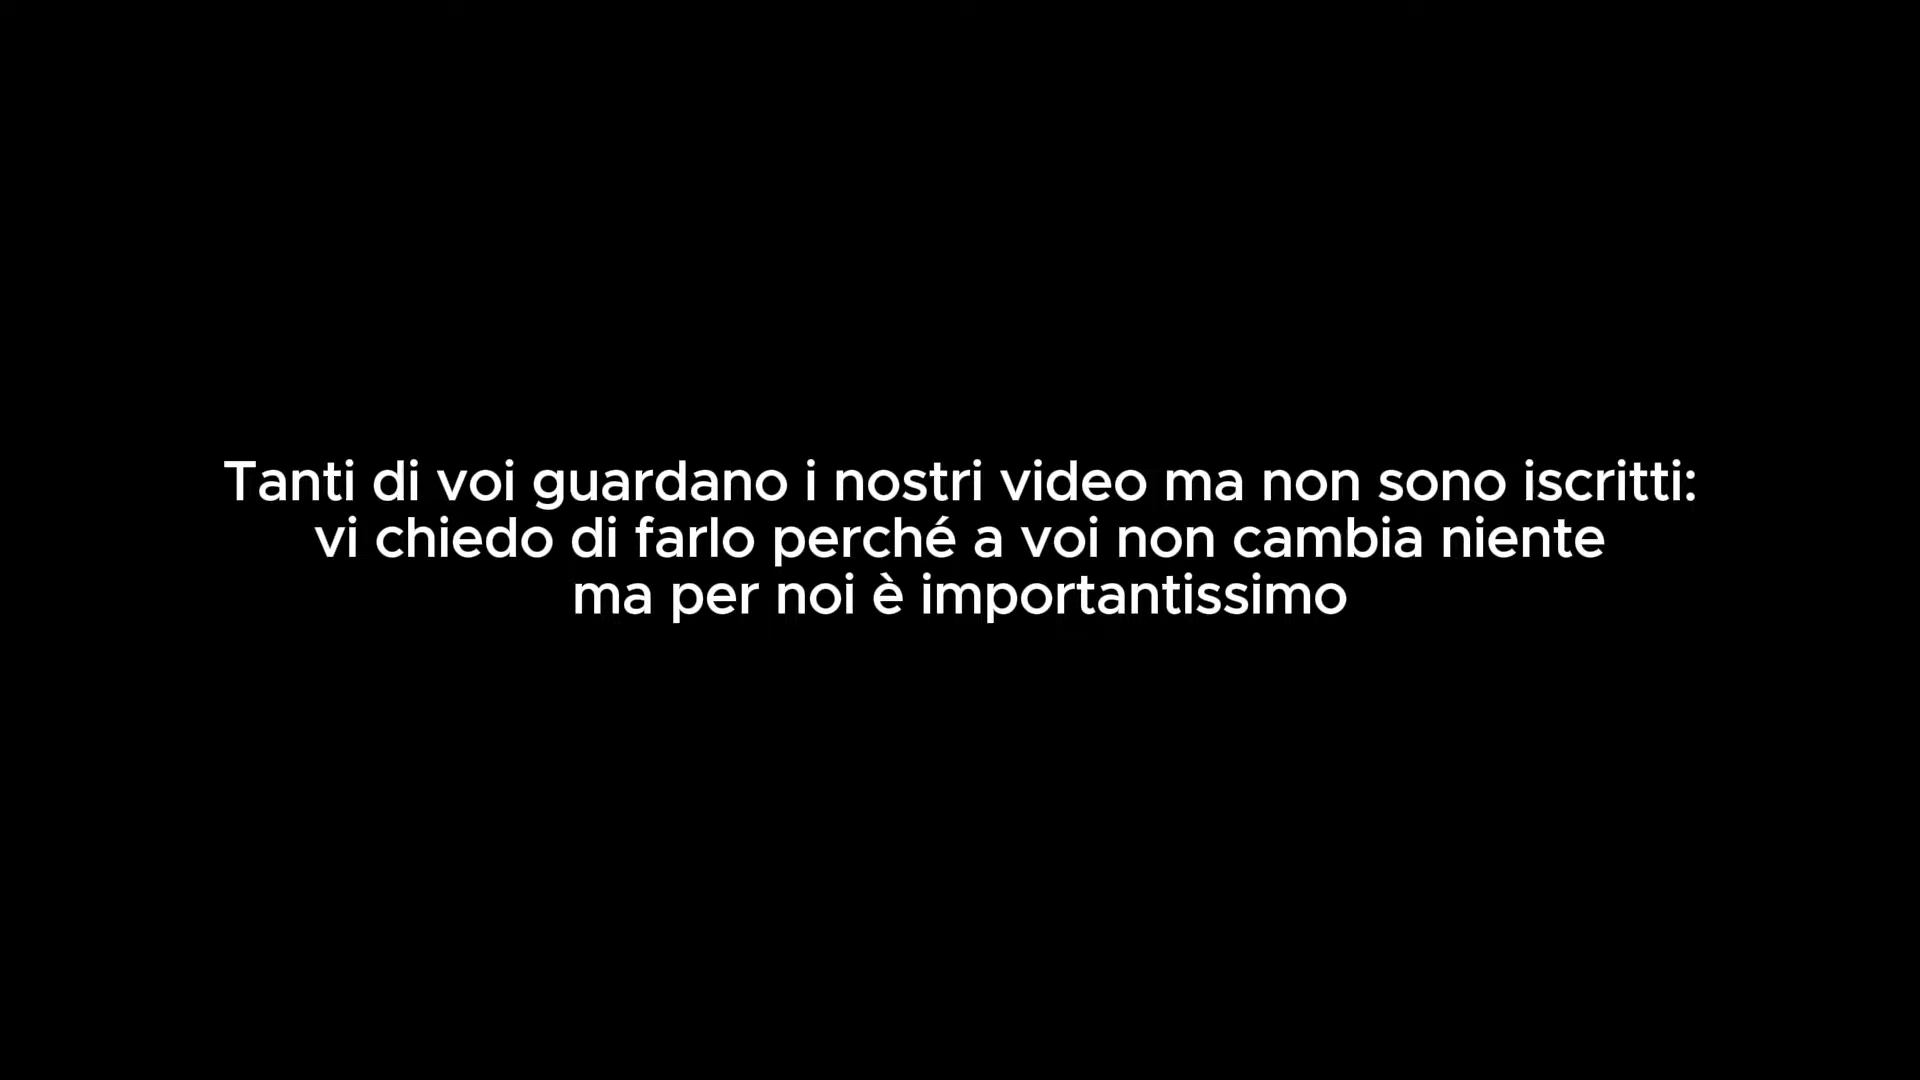 Tanti di voi guardano i nostri video ma non sono iscritti:
vi chiedo di farlo perché a voi non cambia niente
ma per noi è importantissimo